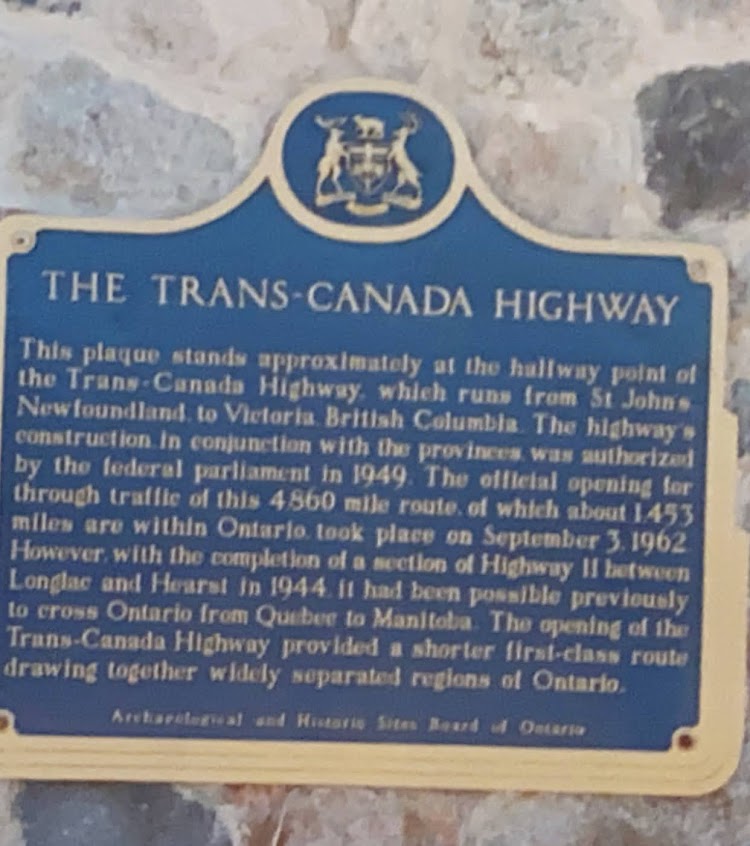 THE TRANS-CANADA HIGHWAY
This plaque stands approximately at the halfway point of
the Trans-Canada Highway, which runs from St John's
Newfoundland, to Victoria, British Columbia. The highway's
construction, in conjunction with the provinces, was authorized
by the federal parliament in 1949. The official opening for
through traffic of this 4,860 mile route, of which about 1,453
miles are within Ontario, took place on September 3, 1962
However, with the completion of a section of Highway 11 between
Longlac and Hearst in 1944, it had been possible previously
to cross Ontario from Quebec to Manitoba. The opening of the
Trans-Canada Highway provided a shorter first-class route
drawing together widely separated regions of Ontario.
Archaeological and Historic Sites Board of Ontario